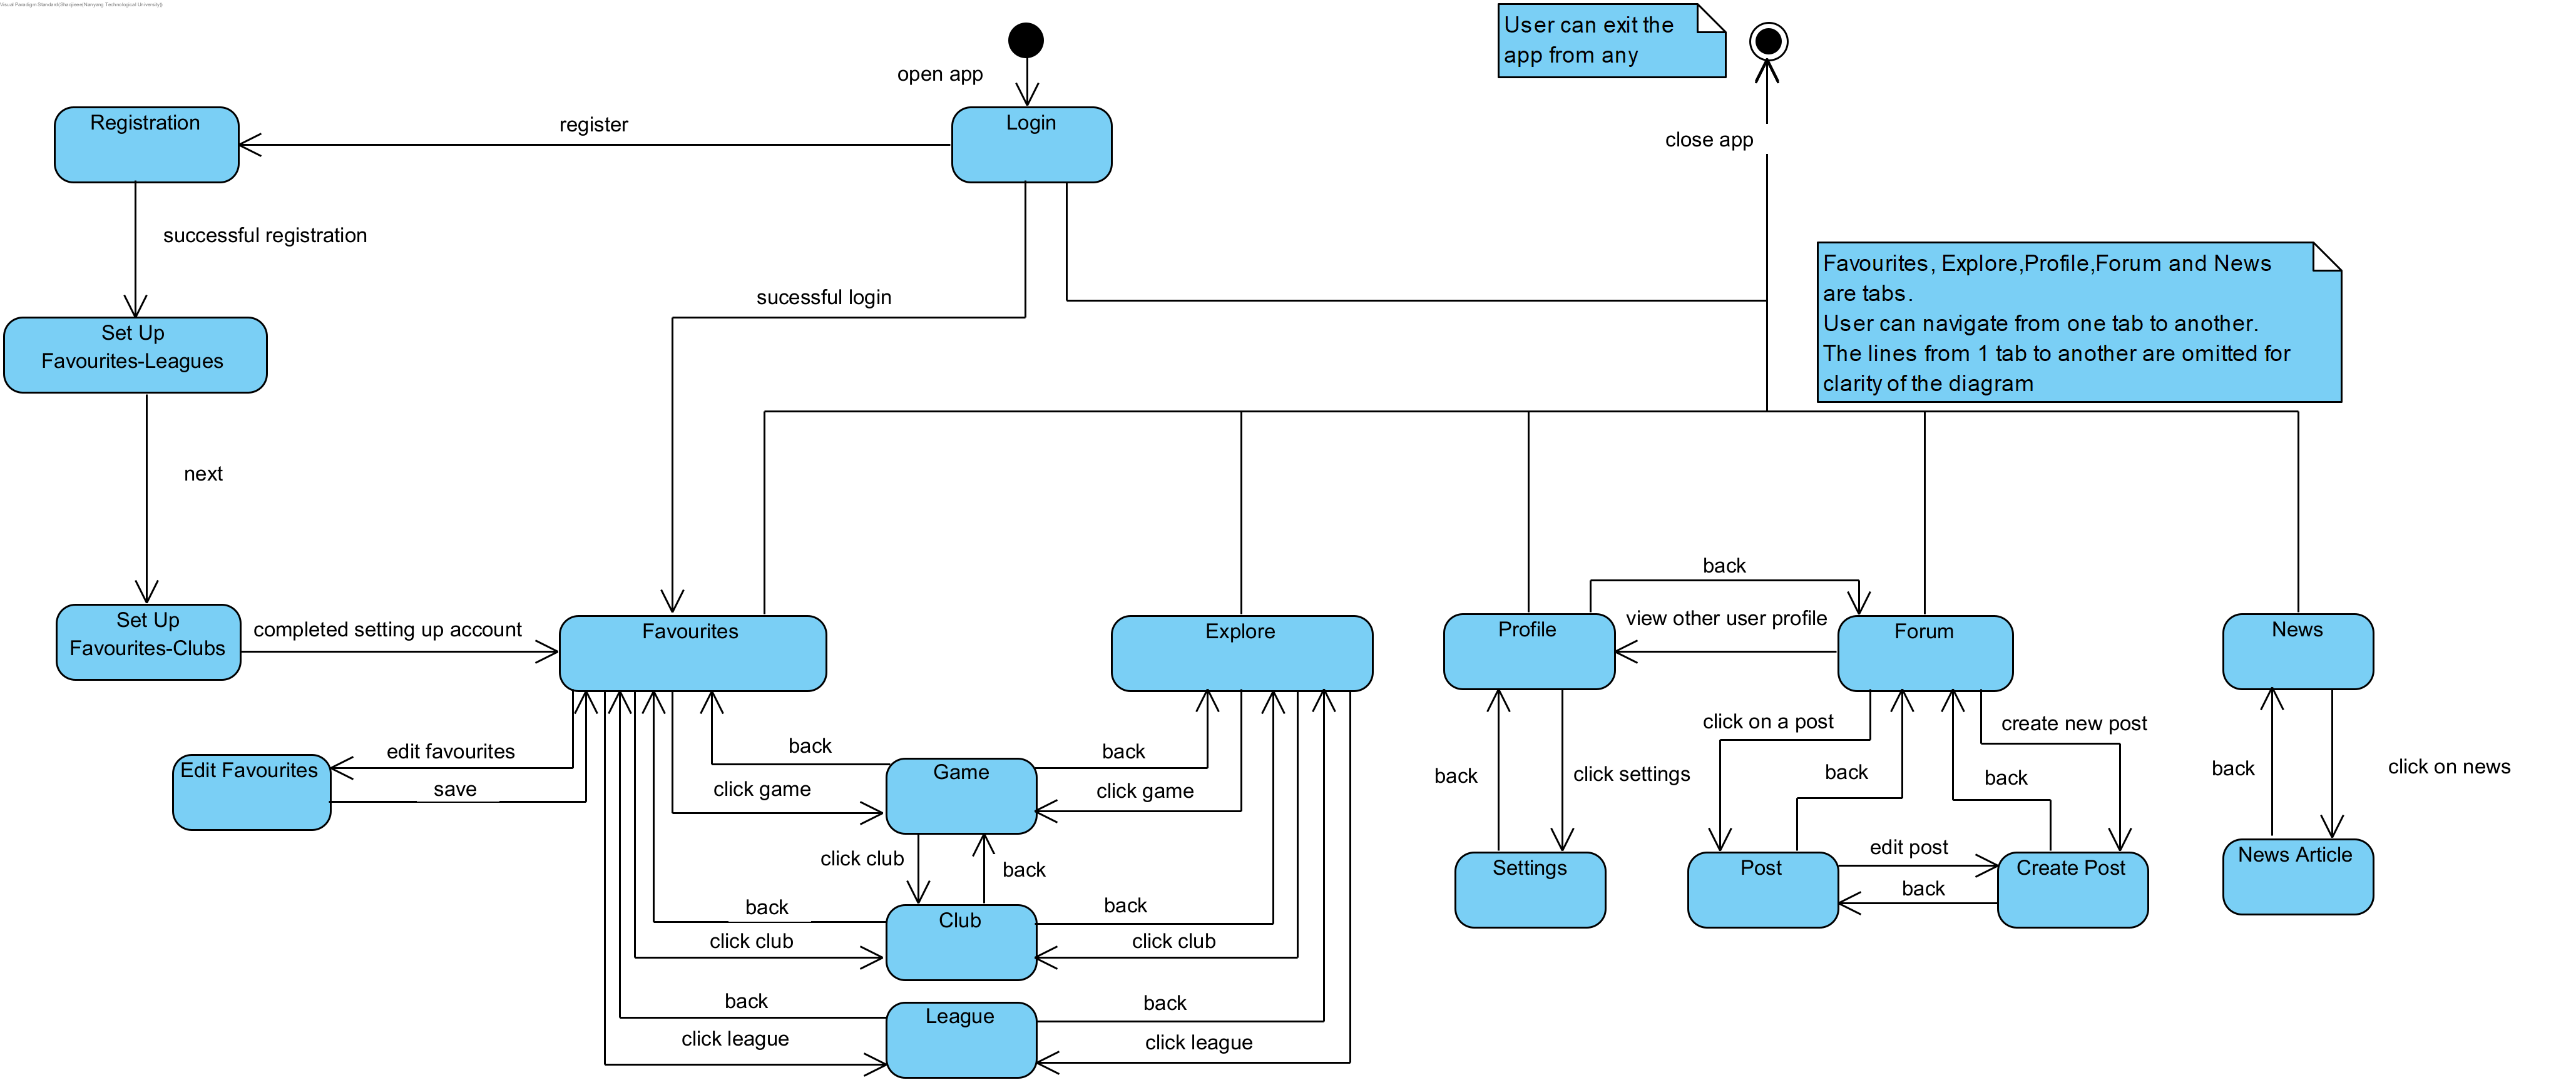 Visual Paradigm Standard(Shaojiawei(Nanyang Technological University))
User can exit the
app from any
open app
Registration
register
Login
close app
successful registration
Favourites, Explore,Profile,Forum and News
are tabs.
User can navigate from one tab to another.
The lines from 1 tab to another are omitted for
clarity of the diagram
sucessful login
Set Up
Favourites-Leagues
next
back
Set Up
Favourites-Clubs
completed setting up account
Favourites
Explore
Profile
view other user profile
Forum
News
edit favourites
Edit Favourites
save
back
Game
back
click game
click game
click on a post
create new post
back
click settings
back
back
back
click on news
click club
back
edit post
Settings
Post
Create Post
back
News Article
back
Club
back
click club
click club
back
League
back
click league
click league